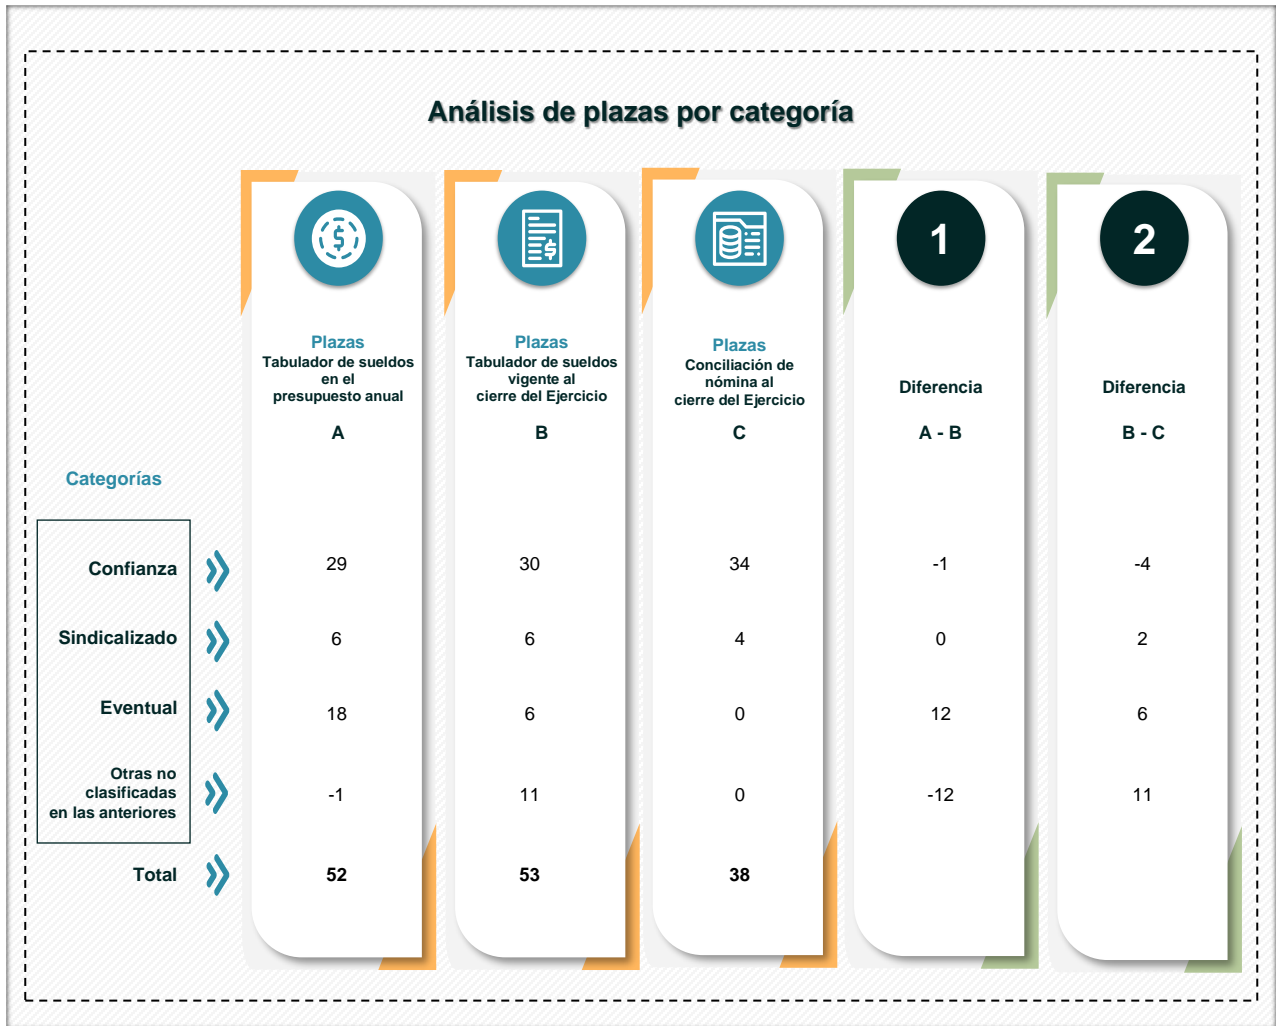 Análisis de plazas por categoría
1
2
Plazas
Tabulador de sueldos
en el
presupuesto anual
A
Plazas
Tabulador de sueldos
vigente al
cierre del Ejercicio
B
Plazas
Conciliación de
nómina al
cierre del Ejercicio
C
Diferencia
A - B
Diferencia
B - C
Categorías
Confianza 29 30 34 -1 -4
Sindicalizado 6 6 4 0 2
Eventual 18 6 0 12 6
Otras no
clasificadas
en las anteriores
-1 11 0 -12 11
Total 52 53 38